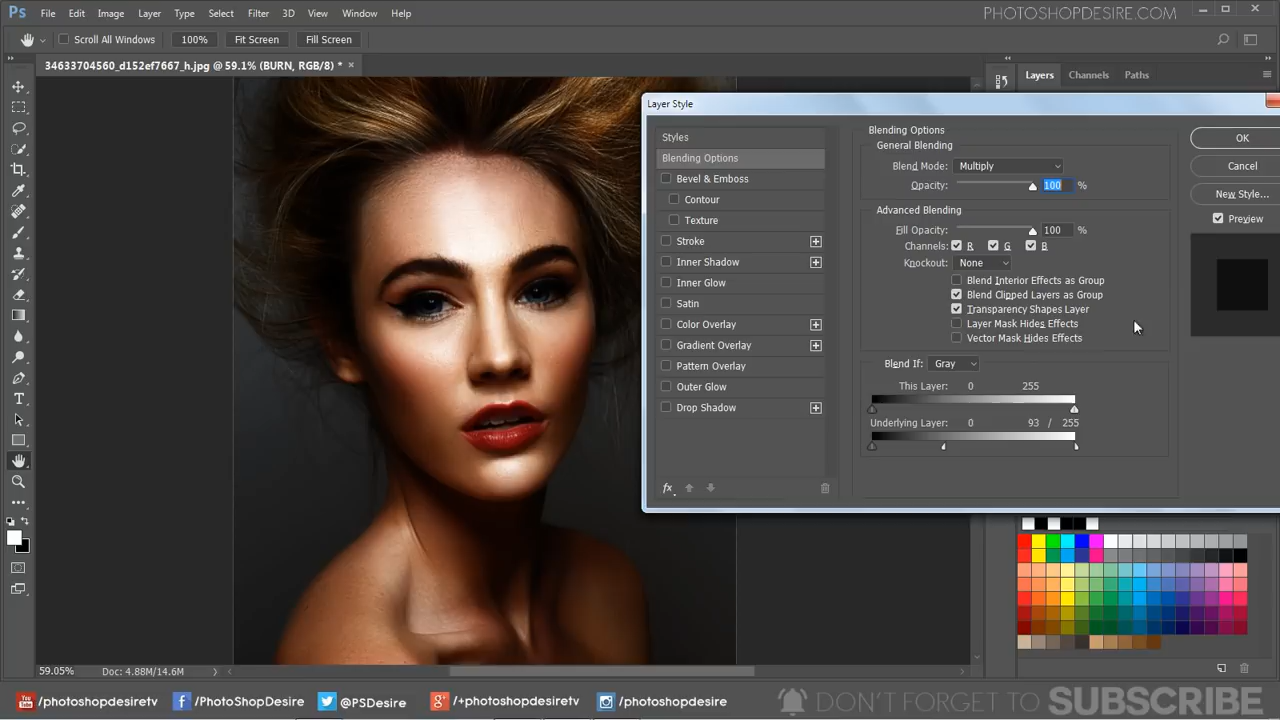 Ps File Edit Image Layer Type Select Filter 3D View Window Help
PHOTOSHOPDESIRE.COM
Scroll All Windows 100% Fit Screen Fill Screen
34633704560_d152ef7667_h.jpg @ 59.1% (BURN, RGB/8) * ×
Layers Channels Paths
Layer Style
Styles
Blending Options
Bevel & Emboss
Contour
Texture
Stroke
Inner Shadow
Inner Glow
Satin
Color Overlay
Gradient Overlay
Pattern Overlay
Outer Glow
Drop Shadow
fx
Blending Options
General Blending
Blend Mode: Multiply
Opacity: 100 %
Advanced Blending
Fill Opacity: 100 %
Channels: R G B
Knockout: None
Blend Interior Effects as Group
Blend Clipped Layers as Group
Transparency Shapes Layer
Layer Mask Hides Effects
Vector Mask Hides Effects
Blend If: Gray
This Layer: 0 255
Underlying Layer: 0 93 / 255
OK
Cancel
New Style...
Preview
59.05% Doc: 4.88M/14.6M
You Tube /photoshopdesiretv /PhotoShopDesire @PSDesire /+photoshopdesiretv /photoshopdesire DON'T FORGET TO SUBSCRIBE